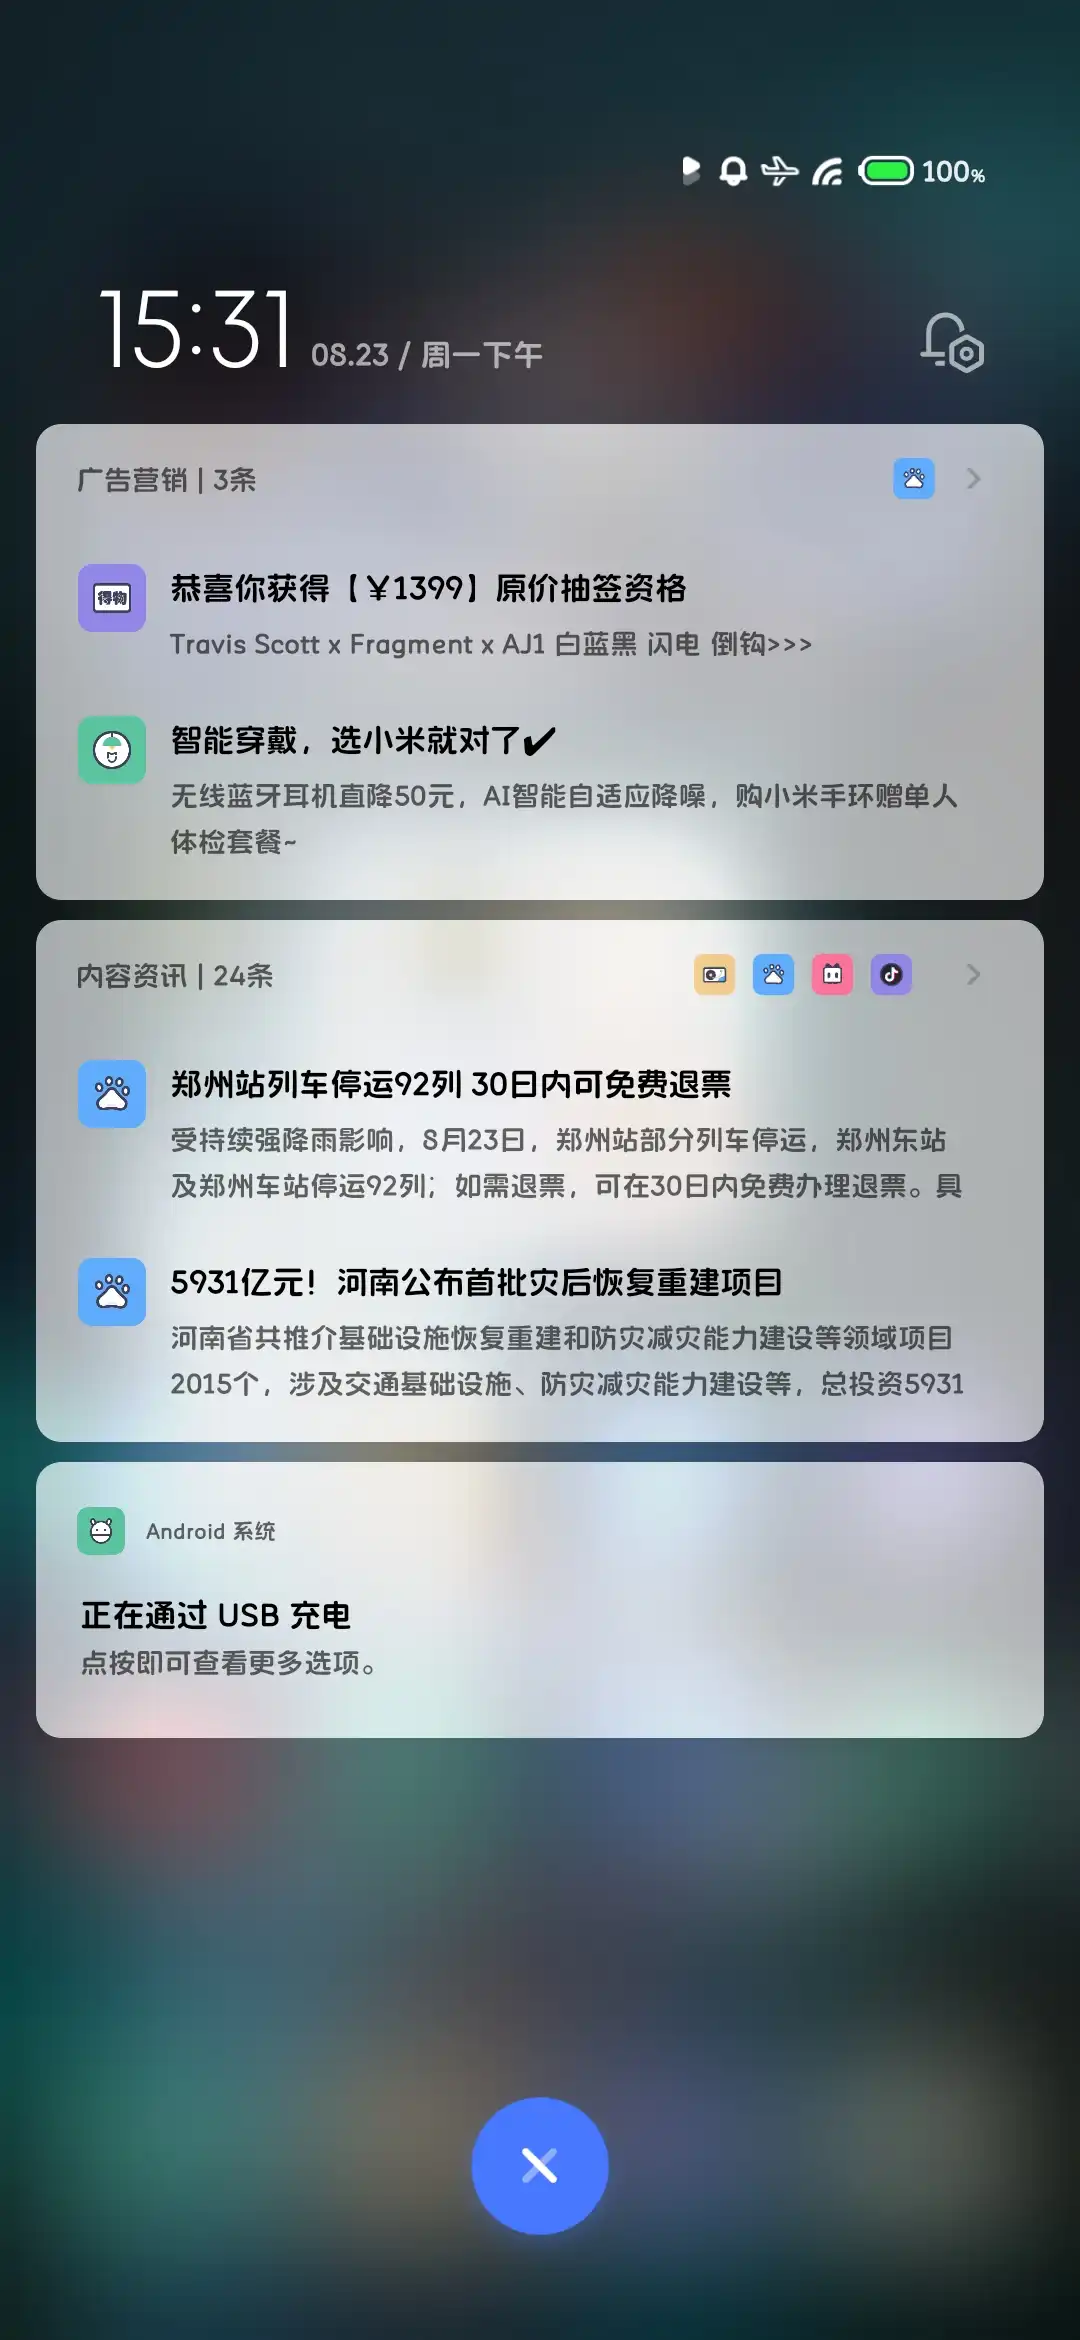 100%
15:31 08.23 / 周一下午
广告营销 | 3条
得物
恭喜你获得【¥1399】原价抽签资格
Travis Scott x Fragment x AJ1 白蓝黑 闪电 倒钩>>>
智能穿戴，选小米就对了✔
无线蓝牙耳机直降50元，AI智能自适应降噪，购小米手环赠单人
体检套餐~
内容资讯 | 24条
郑州站列车停运92列 30日内可免费退票
受持续强降雨影响，8月23日，郑州站部分列车停运，郑州东站
及郑州车站停运92列；如需退票，可在30日内免费办理退票。具
5931亿元！河南公布首批灾后恢复重建项目
河南省共推介基础设施恢复重建和防灾减灾能力建设等领域项目
2015个，涉及交通基础设施、防灾减灾能力建设等，总投资5931
Android 系统
正在通过 USB 充电
点按即可查看更多选项。